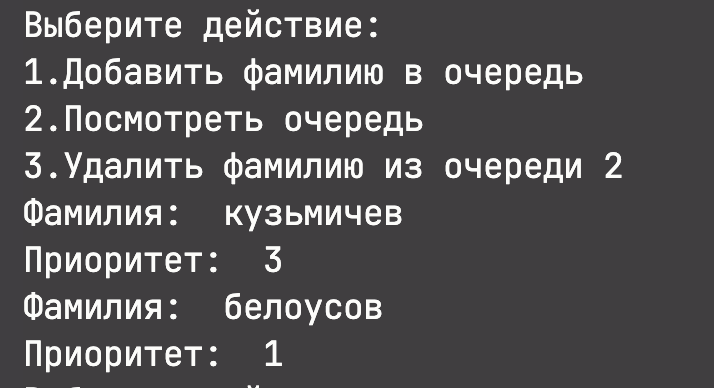 Выберите действие:
1.Добавить фамилию в очередь
2.Посмотреть очередь
3.Удалить фамилию из очереди 2
Фамилия:  кузьмичев
Приоритет:  3
Фамилия:  белоусов
Приоритет:  1